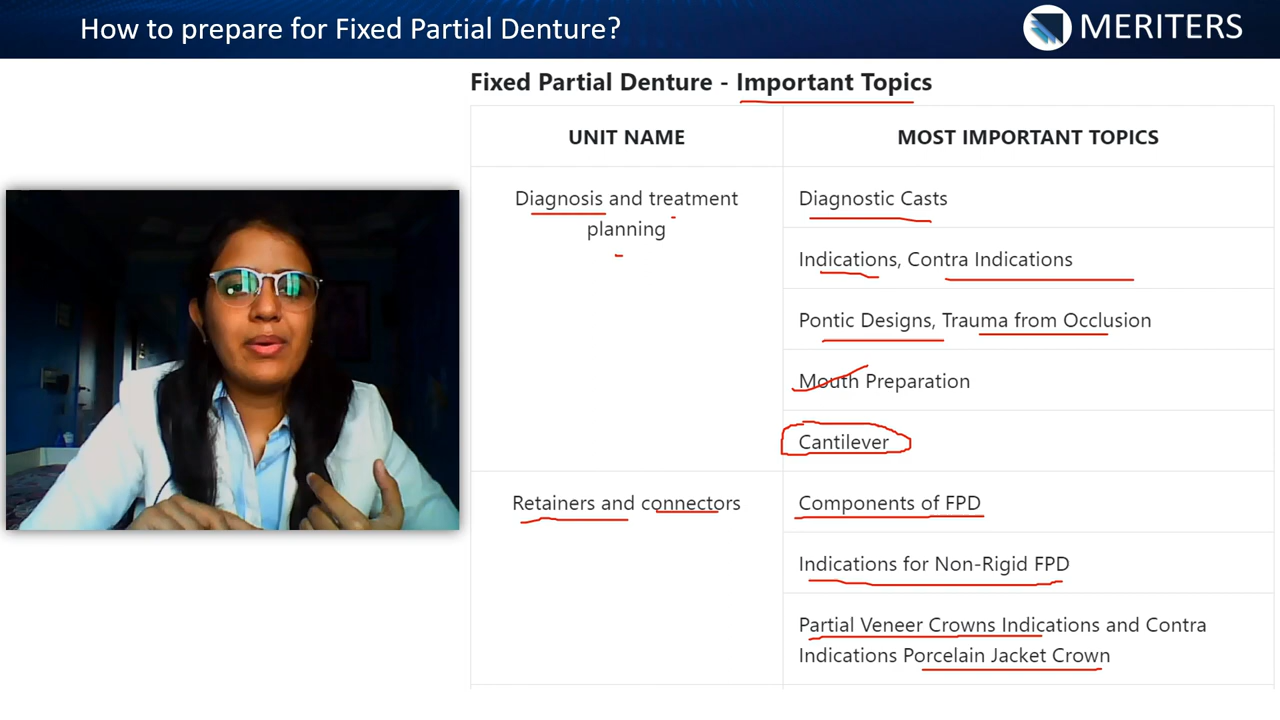 How to prepare for Fixed Partial Denture?
MERITERS
Fixed Partial Denture - Important Topics
UNIT NAME
MOST IMPORTANT TOPICS
Diagnosis and treatment
planning
Diagnostic Casts
Indications, Contra Indications
Pontic Designs, Trauma from Occlusion
Mouth Preparation
Cantilever
Retainers and connectors
Components of FPD
Indications for Non-Rigid FPD
Partial Veneer Crowns Indications and Contra
Indications Porcelain Jacket Crown